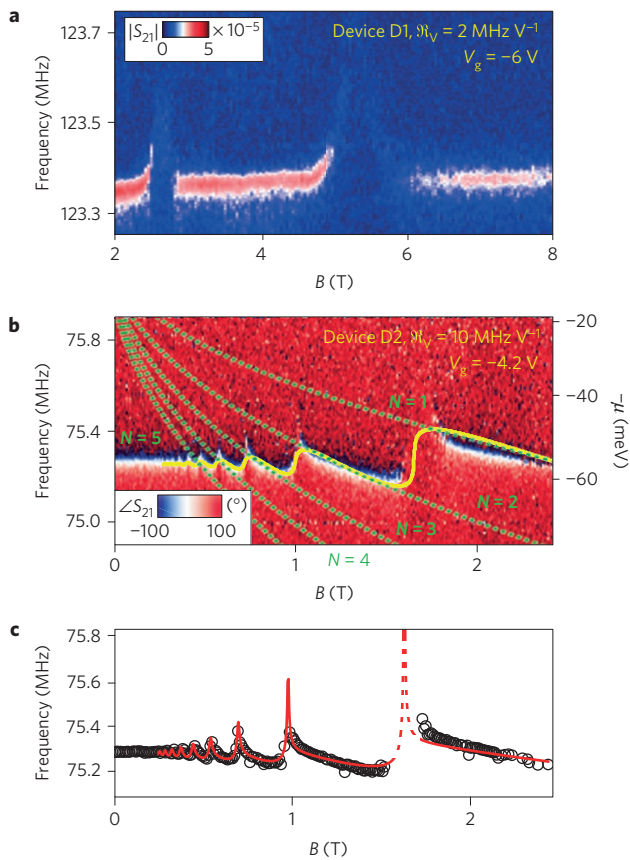 a
123.7
123.5
123.3
Frequency (MHz)
|S21| × 10⁻⁵
0 5
Device D1, ℜV = 2 MHz V⁻¹
Vg = −6 V
2 4 6 8
B (T)
b
75.8
75.4
75.0
Frequency (MHz)
Device D2, ℜV = 10 MHz V⁻¹
Vg = −4.2 V
N = 1
N = 5
N = 2
N = 3
N = 4
∠S21 (°)
−100 100
−20
−40
−60
−μ (meV)
0 1 2
B (T)
c
75.8
75.6
75.4
75.2
Frequency (MHz)
0 1 2
B (T)